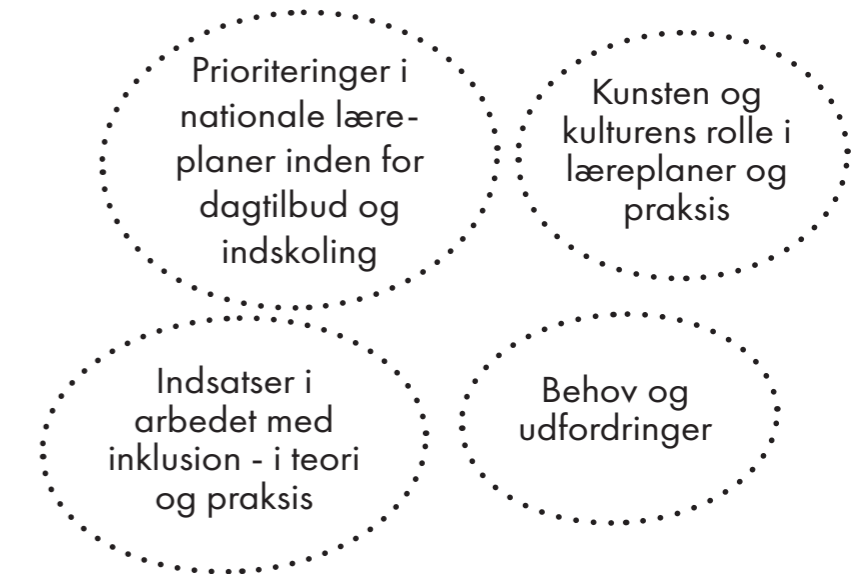 Prioriteringer i
nationale lære-
planer inden for
dagtilbud og
indskoling
Kunsten og
kulturens rolle i
læreplaner og
praksis
Indsatser i
arbedet med
inklusion - i teori
og praksis
Behov og
udfordringer